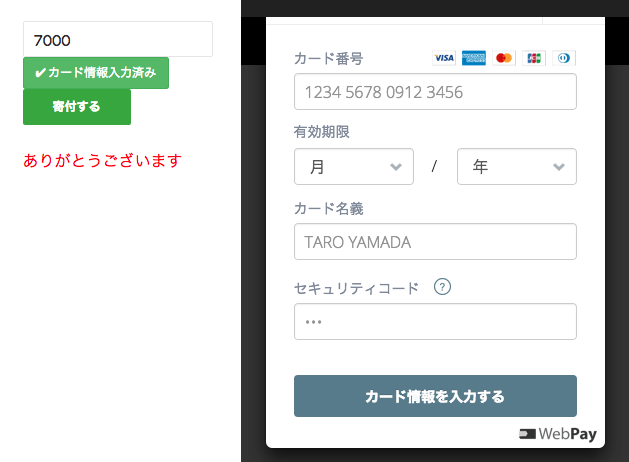 7000
✔カード情報入力済み
寄付する
ありがとうございます
カード番号 VISA AMERICAN EXPRESS JCB
1234 5678 0912 3456
有効期限
月 / 年
カード名義
TARO YAMADA
セキュリティコード ?
•••
カード情報を入力する
WebPay